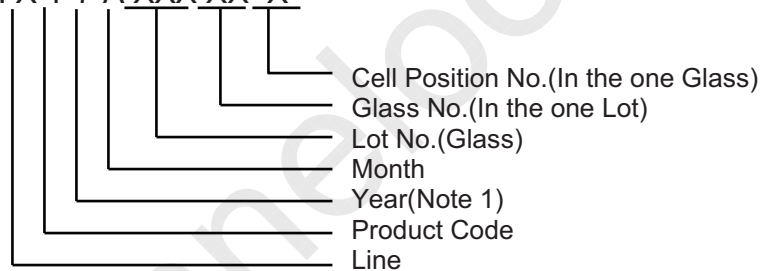 Cell Position No.(In the one Glass)
Glass No.(In the one Lot)
Lot No.(Glass)
Month
Year(Note 1)
Product Code
Line